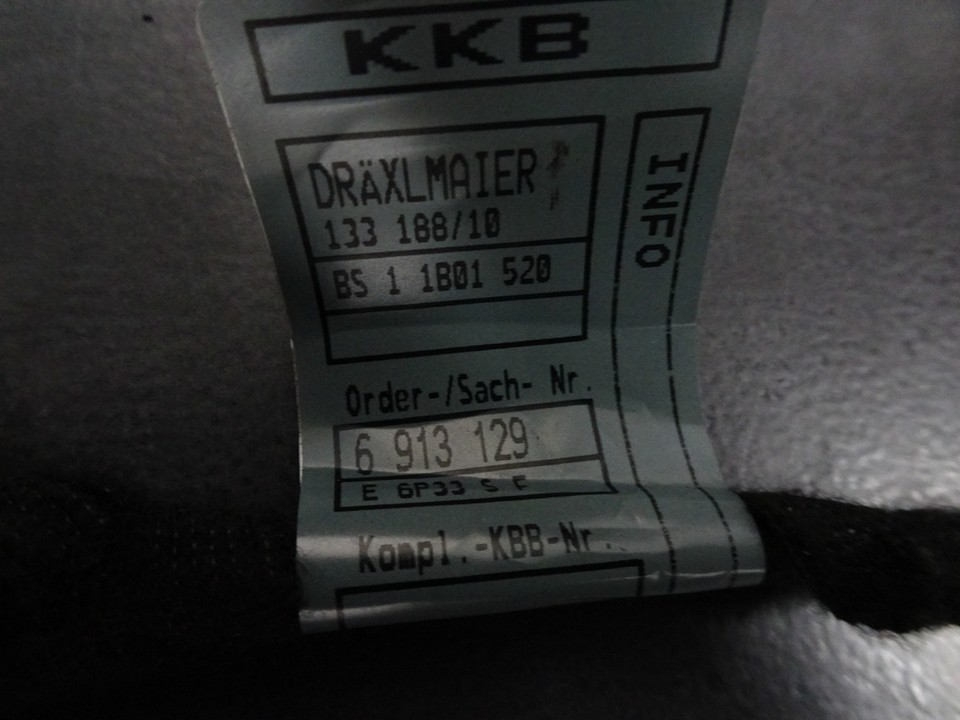 KKB
DRÄXLMAIER
133 188/10
BS 1 1B01 520
INFO
Order-/Sach- Nr.
6 913 129
E 6P33 S F
Kompl.-KBB-Nr.